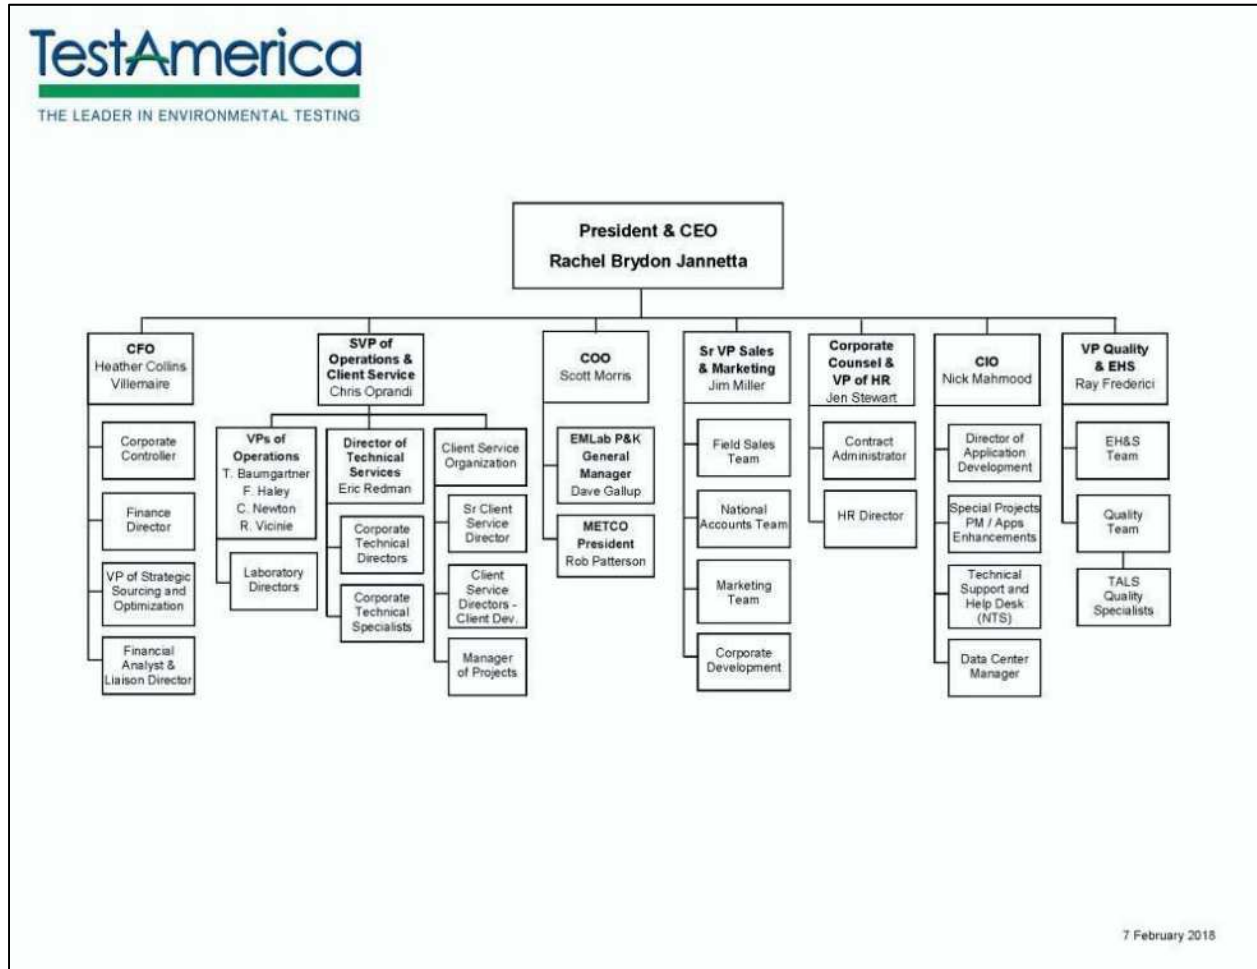 TestAmerica
THE LEADER IN ENVIRONMENTAL TESTING
President & CEO
Rachel Brydon Jannetta
CFO
Heather Collins
Villemaire
Corporate
Controller
Finance
Director
VP of Strategic
Sourcing and
Optimization
Financial
Analyst &
Liaison Director
SVP of
Operations &
Client Service
Chris Oprandi
VPs of
Operations
T. Baumgartner
F. Haley
C. Newton
R. Vicinie
Laboratory
Directors
Director of
Technical
Services
Eric Redman
Corporate
Technical
Directors
Corporate
Technical
Specialists
Client Service
Organization
Sr Client
Service
Director
Client
Service
Directors -
Client Dev.
Manager
of Projects
COO
Scott Morris
EMLab P&K
General
Manager
Dave Gallup
METCO
President
Rob Patterson
Sr VP Sales
& Marketing
Jim Miller
Field Sales
Team
National
Accounts Team
Marketing
Team
Corporate
Development
Corporate
Counsel &
VP of HR
Jen Stewart
Contract
Administrator
HR Director
CIO
Nick Mahmood
Director of
Application
Development
Special Projects
PM / Apps
Enhancements
Technical
Support and
Help Desk
(NTS)
Data Center
Manager
VP Quality
& EHS
Ray Frederici
EH&S
Team
Quality
Team
TALS
Quality
Specialists
7 February 2018